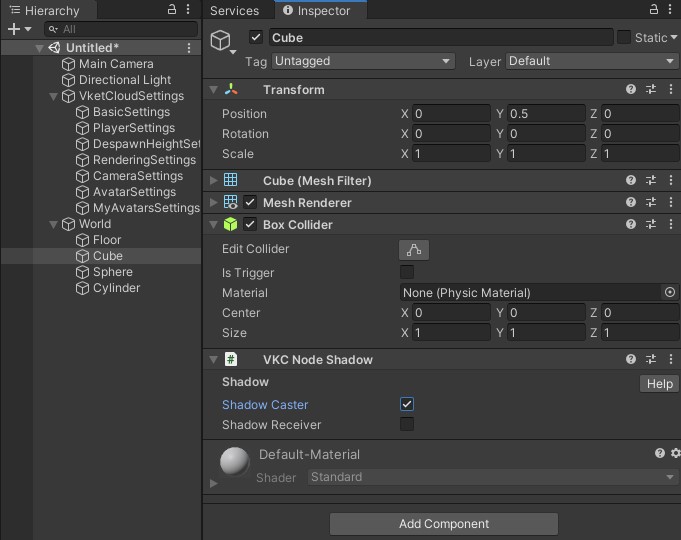 Hierarchy
All
Untitled*
Main Camera
Directional Light
VketCloudSettings
BasicSettings
PlayerSettings
DespawnHeightSet
RenderingSettings
CameraSettings
AvatarSettings
MyAvatarsSettings
World
Floor
Cube
Sphere
Cylinder
Services Inspector
Cube Static
Tag Untagged Layer Default
Transform
Position X 0 Y 0.5 Z 0
Rotation X 0 Y 0 Z 0
Scale X 1 Y 1 Z 1
Cube (Mesh Filter)
Mesh Renderer
Box Collider
Edit Collider
Is Trigger
Material None (Physic Material)
Center X 0 Y 0 Z 0
Size X 1 Y 1 Z 1
# VKC Node Shadow
Shadow Help
Shadow Caster
Shadow Receiver
Default-Material
Shader Standard
Add Component